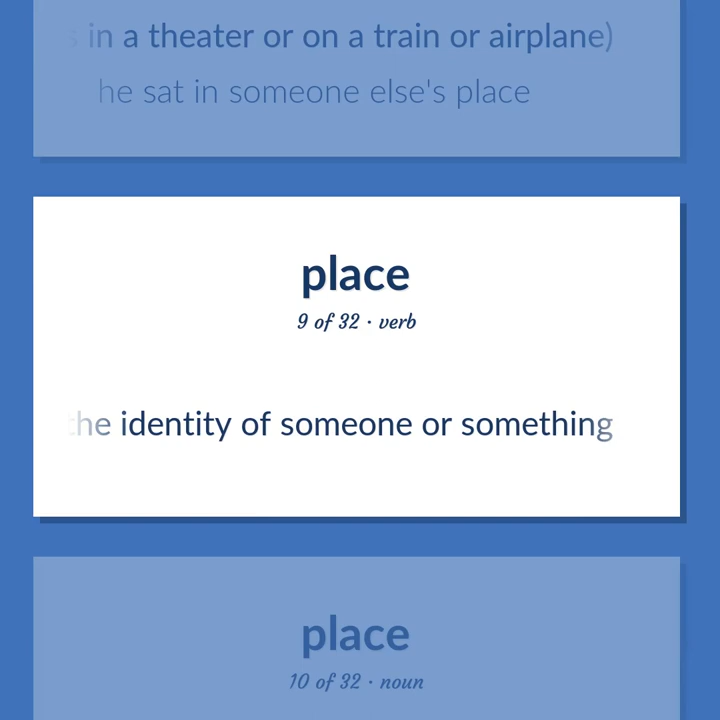 in a theater or on a train or airplane)
he sat in someone else's place
place
9 of 32 · verb
the identity of someone or something
place
10 of 32 · noun